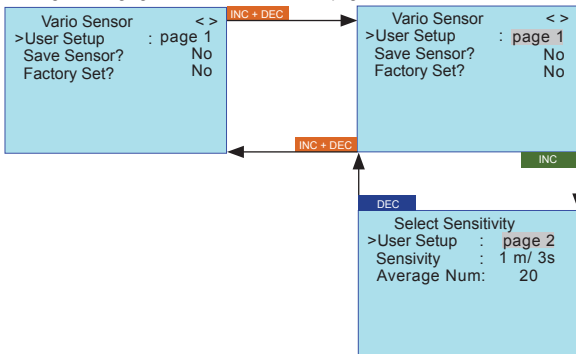 Vario Sensor < >
>User Setup : page 1
Save Sensor? No
Factory Set? No
INC + DEC
Vario Sensor < >
>User Setup : page 1
Save Sensor? No
Factory Set? No
INC + DEC
INC
DEC
Select Sensitivity
>User Setup : page 2
Sensivity : 1 m/ 3s
Average Num: 20